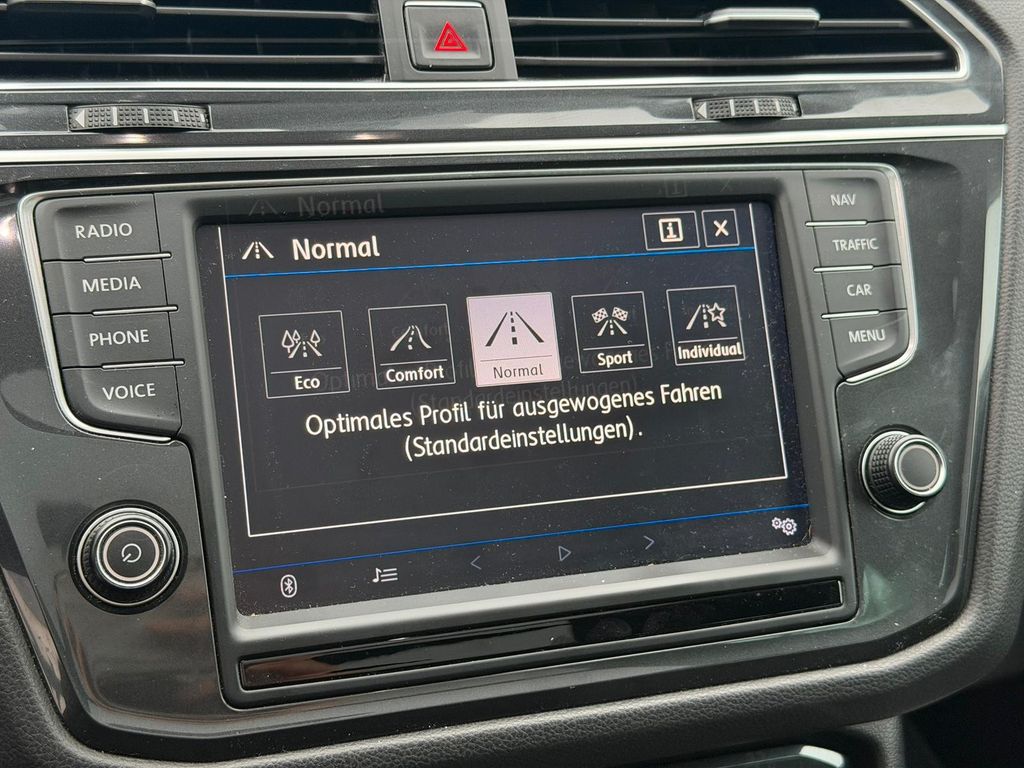 RADIO
MEDIA
PHONE
VOICE
Normal
i
X
Eco
Comfort
Normal
Sport
Individual
Optimales Profil für ausgewogenes Fahren
(Standardeinstellungen).
NAV
TRAFFIC
CAR
MENU